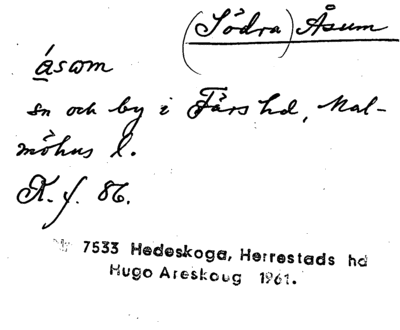 (Södra) Åsum
åsom
sn och by i Färs hd, Mal-
möhus l.
K. f. 86.
7533 Hedeskoga, Herrestads hd
Hugo Areskoug 1961.